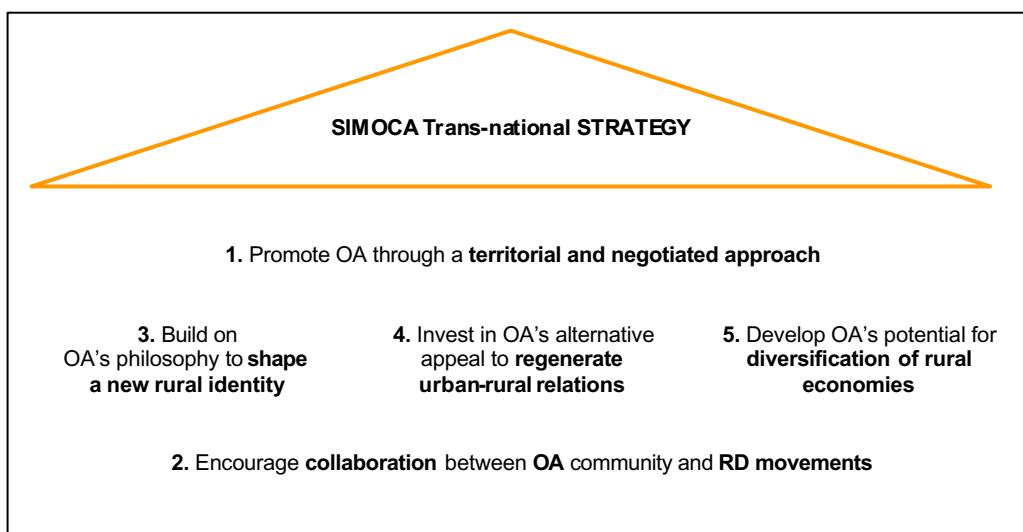 SIMOCA Trans-national STRATEGY
1. Promote OA through a territorial and negotiated approach
3. Build on
OA's philosophy to shape
a new rural identity
4. Invest in OA's alternative
appeal to regenerate
urban-rural relations
5. Develop OA's potential for
diversification of rural
economies
2. Encourage collaboration between OA community and RD movements